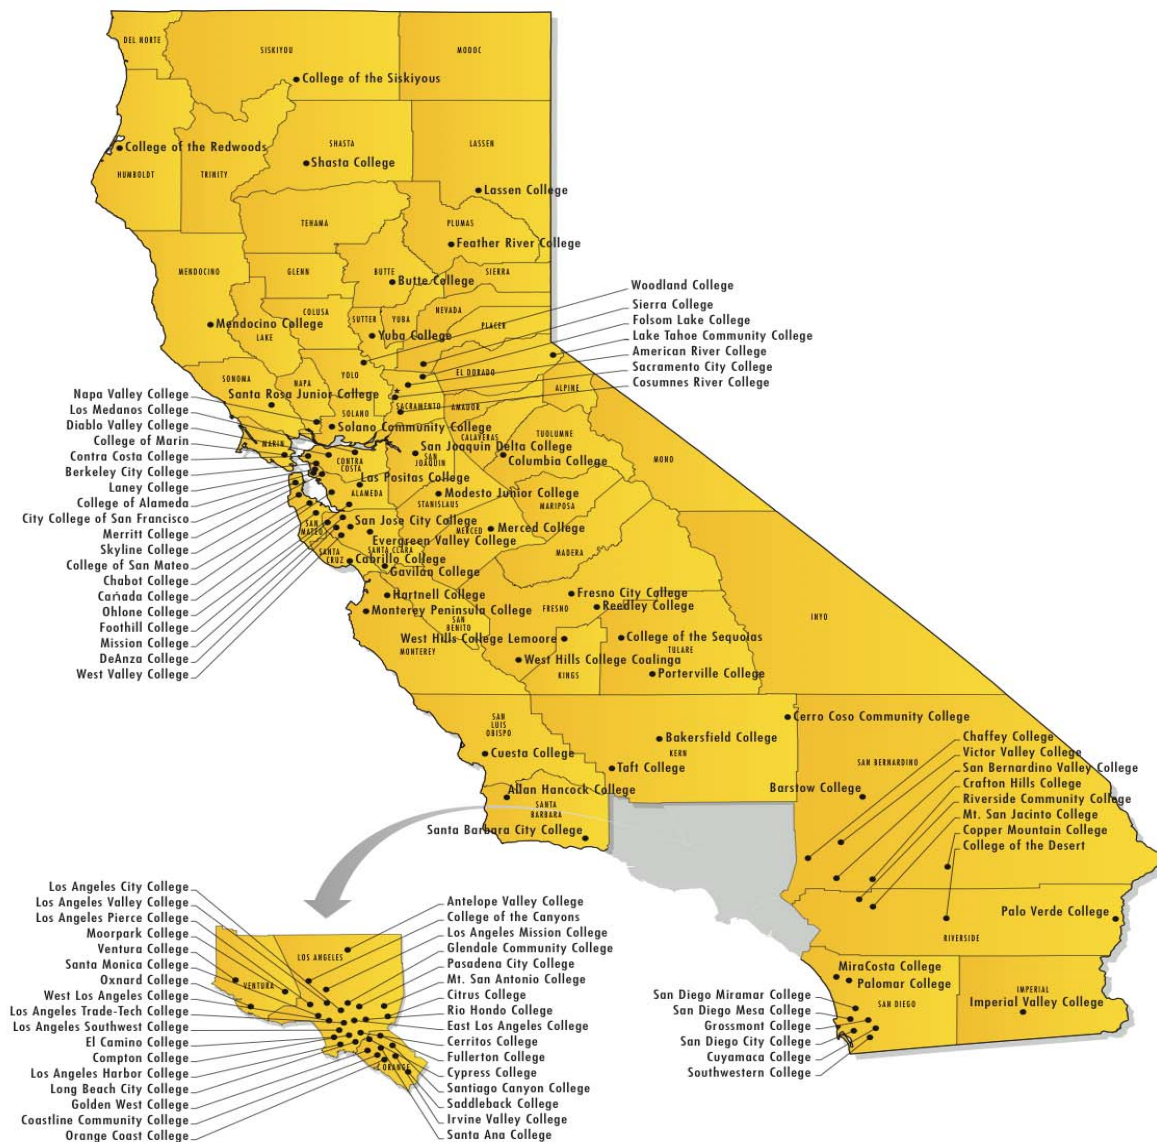 DEL NORTE
SISKIYOU
MODOC
College of the Siskiyous
College of the Redwoods
HUMBOLDT
TRINITY
SHASTA
Shasta College
LASSEN
Lassen College
TEHAMA
PLUMAS
Feather River College
MENDOCINO
GLENN
BUTTE
Butte College
SIERRA
Mendocino College
LAKE
COLUSA
SUTTER
YUBA
NEVADA
PLACER
Yuba College
Woodland College
Sierra College
Folsom Lake College
Lake Tahoe Community College
American River College
Sacramento City College
Cosumnes River College
SONOMA
NAPA
YOLO
EL DORADO
ALPINE
Santa Rosa Junior College
SOLANO
SACRAMENTO
AMADOR
Solano Community College
CALAVERAS
TUOLUMNE
MONO
MARIN
CONTRA
COSTA
San Joaquin Delta College
SAN
JOAQUIN
Columbia College
Las Positas College
ALAMEDA
Modesto Junior College
STANISLAUS
MARIPOSA
Napa Valley College
Los Medanos College
Diablo Valley College
College of Marin
Contra Costa College
Berkeley City College
Laney College
College of Alameda
City College of San Francisco
Merritt College
Skyline College
College of San Mateo
Chabot College
Cañada College
Ohlone College
Foothill College
Mission College
DeAnza College
West Valley College
SAN
MATEO
San Jose City College
MERCED
Merced College
Evergreen Valley College
SANTA
CRUZ
SANTA CLARA
Cabrillo College
Gavilan College
MADERA
Hartnell College
Monterey Peninsula College
SAN
BENITO
MONTEREY
Fresno City College
FRESNO
Reedley College
INYO
West Hills College Lemoore
College of the Sequoias
TULARE
West Hills College Coalinga
KINGS
Porterville College
SAN
LUIS
OBISPO
Cuesta College
Cerro Coso Community College
Bakersfield College
KERN
Taft College
Allan Hancock College
SANTA
BARBARA
Santa Barbara City College
SAN BERNARDINO
Barstow College
Chaffey College
Victor Valley College
San Bernardino Valley College
Crafton Hills College
Riverside Community College
Mt. San Jacinto College
Copper Mountain College
College of the Desert
Palo Verde College
RIVERSIDE
MiraCosta College
Palomar College
SAN DIEGO
IMPERIAL
Imperial Valley College
San Diego Miramar College
San Diego Mesa College
Grossmont College
San Diego City College
Cuyamaca College
Southwestern College
Los Angeles City College
Los Angeles Valley College
Los Angeles Pierce College
Moorpark College
Ventura College
Santa Monica College
Oxnard College
West Los Angeles College
Los Angeles Trade-Tech College
Los Angeles Southwest College
El Camino College
Compton College
Los Angeles Harbor College
Long Beach City College
Golden West College
Coastline Community College
Orange Coast College
LOS ANGELES
VENTURA
ORANGE
Antelope Valley College
College of the Canyons
Los Angeles Mission College
Glendale Community College
Pasadena City College
Mt. San Antonio College
Citrus College
Rio Hondo College
East Los Angeles College
Cerritos College
Fullerton College
Cypress College
Santiago Canyon College
Saddleback College
Irvine Valley College
Santa Ana College